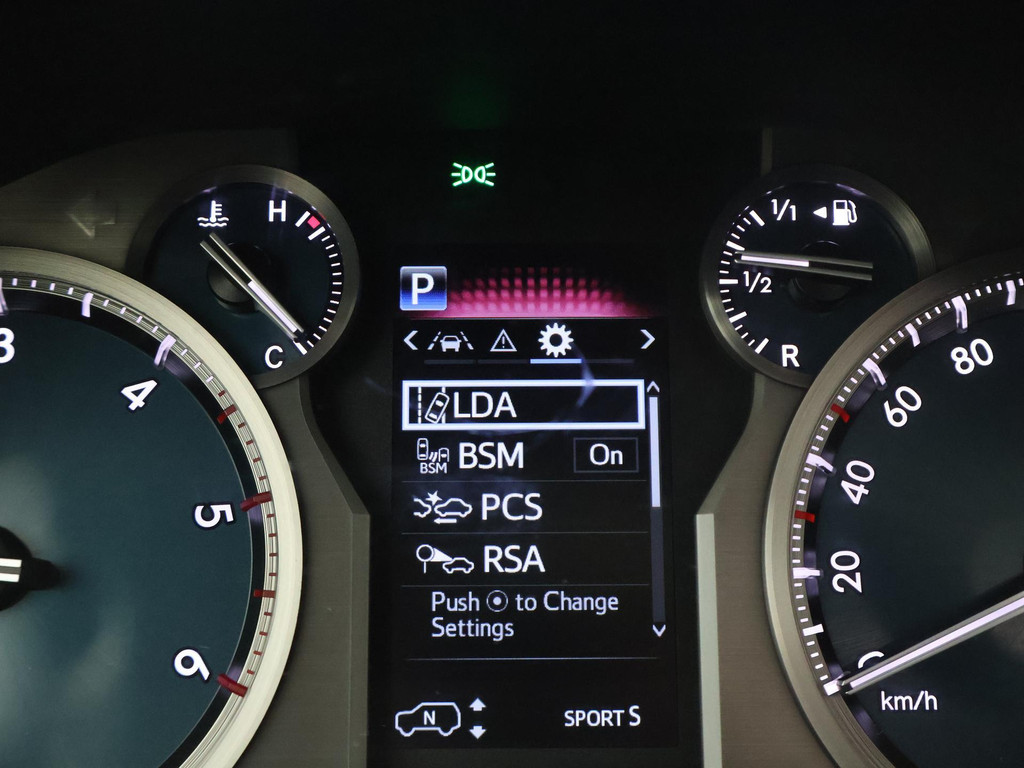 H
C
1/1
1/2
R
P
LDA
BSM
BSM
On
PCS
RSA
Push to Change
Settings
N
SPORT S
3
4
5
6
80
60
40
20
0
km/h